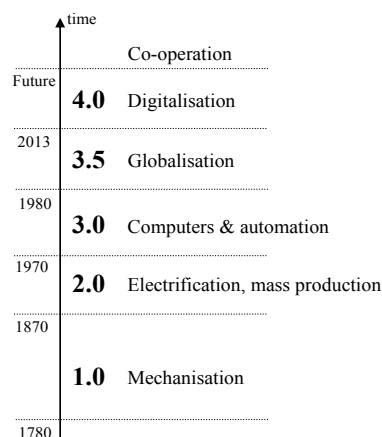 time
Co-operation
Future
4.0 Digitalisation
2013
3.5 Globalisation
1980
3.0 Computers & automation
1970
2.0 Electrification, mass production
1870
1.0 Mechanisation
1780